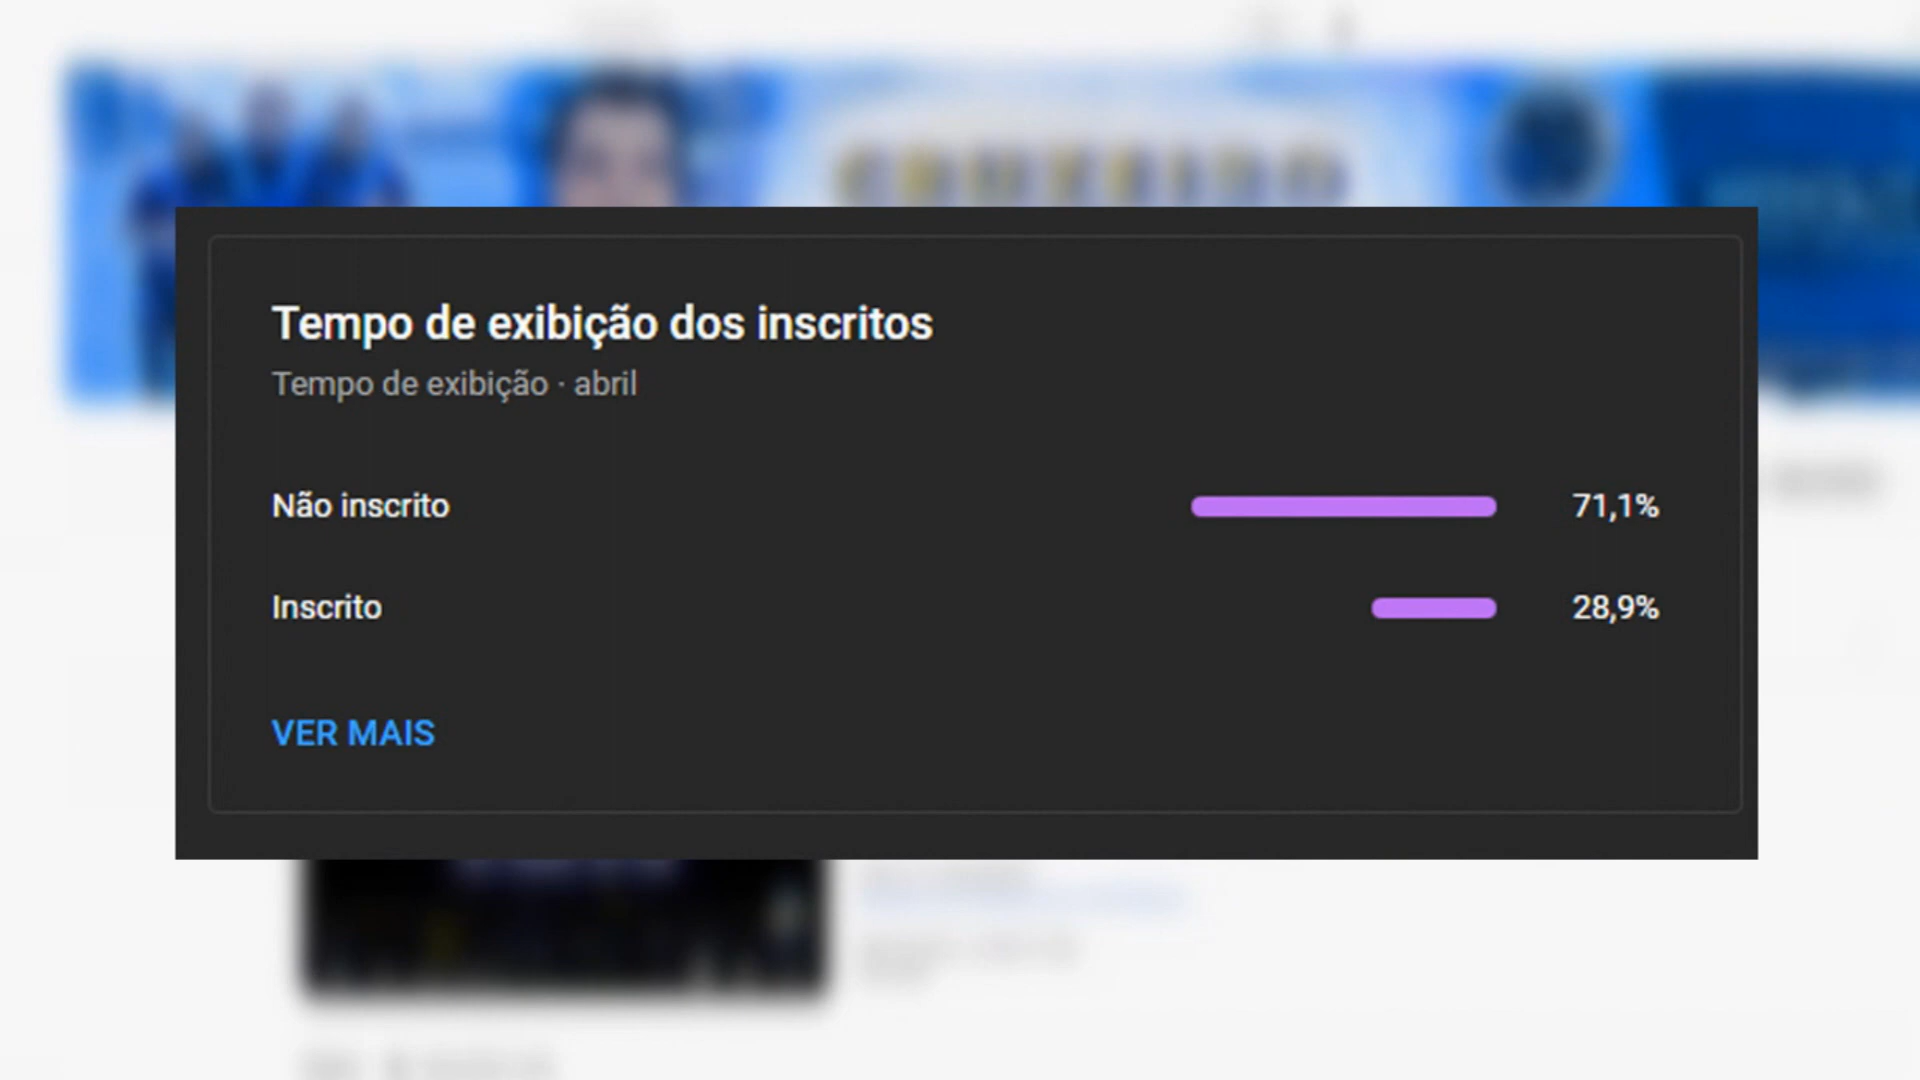 Tempo de exibição dos inscritos
Tempo de exibição · abril
Não inscrito 71,1%
Inscrito 28,9%
VER MAIS